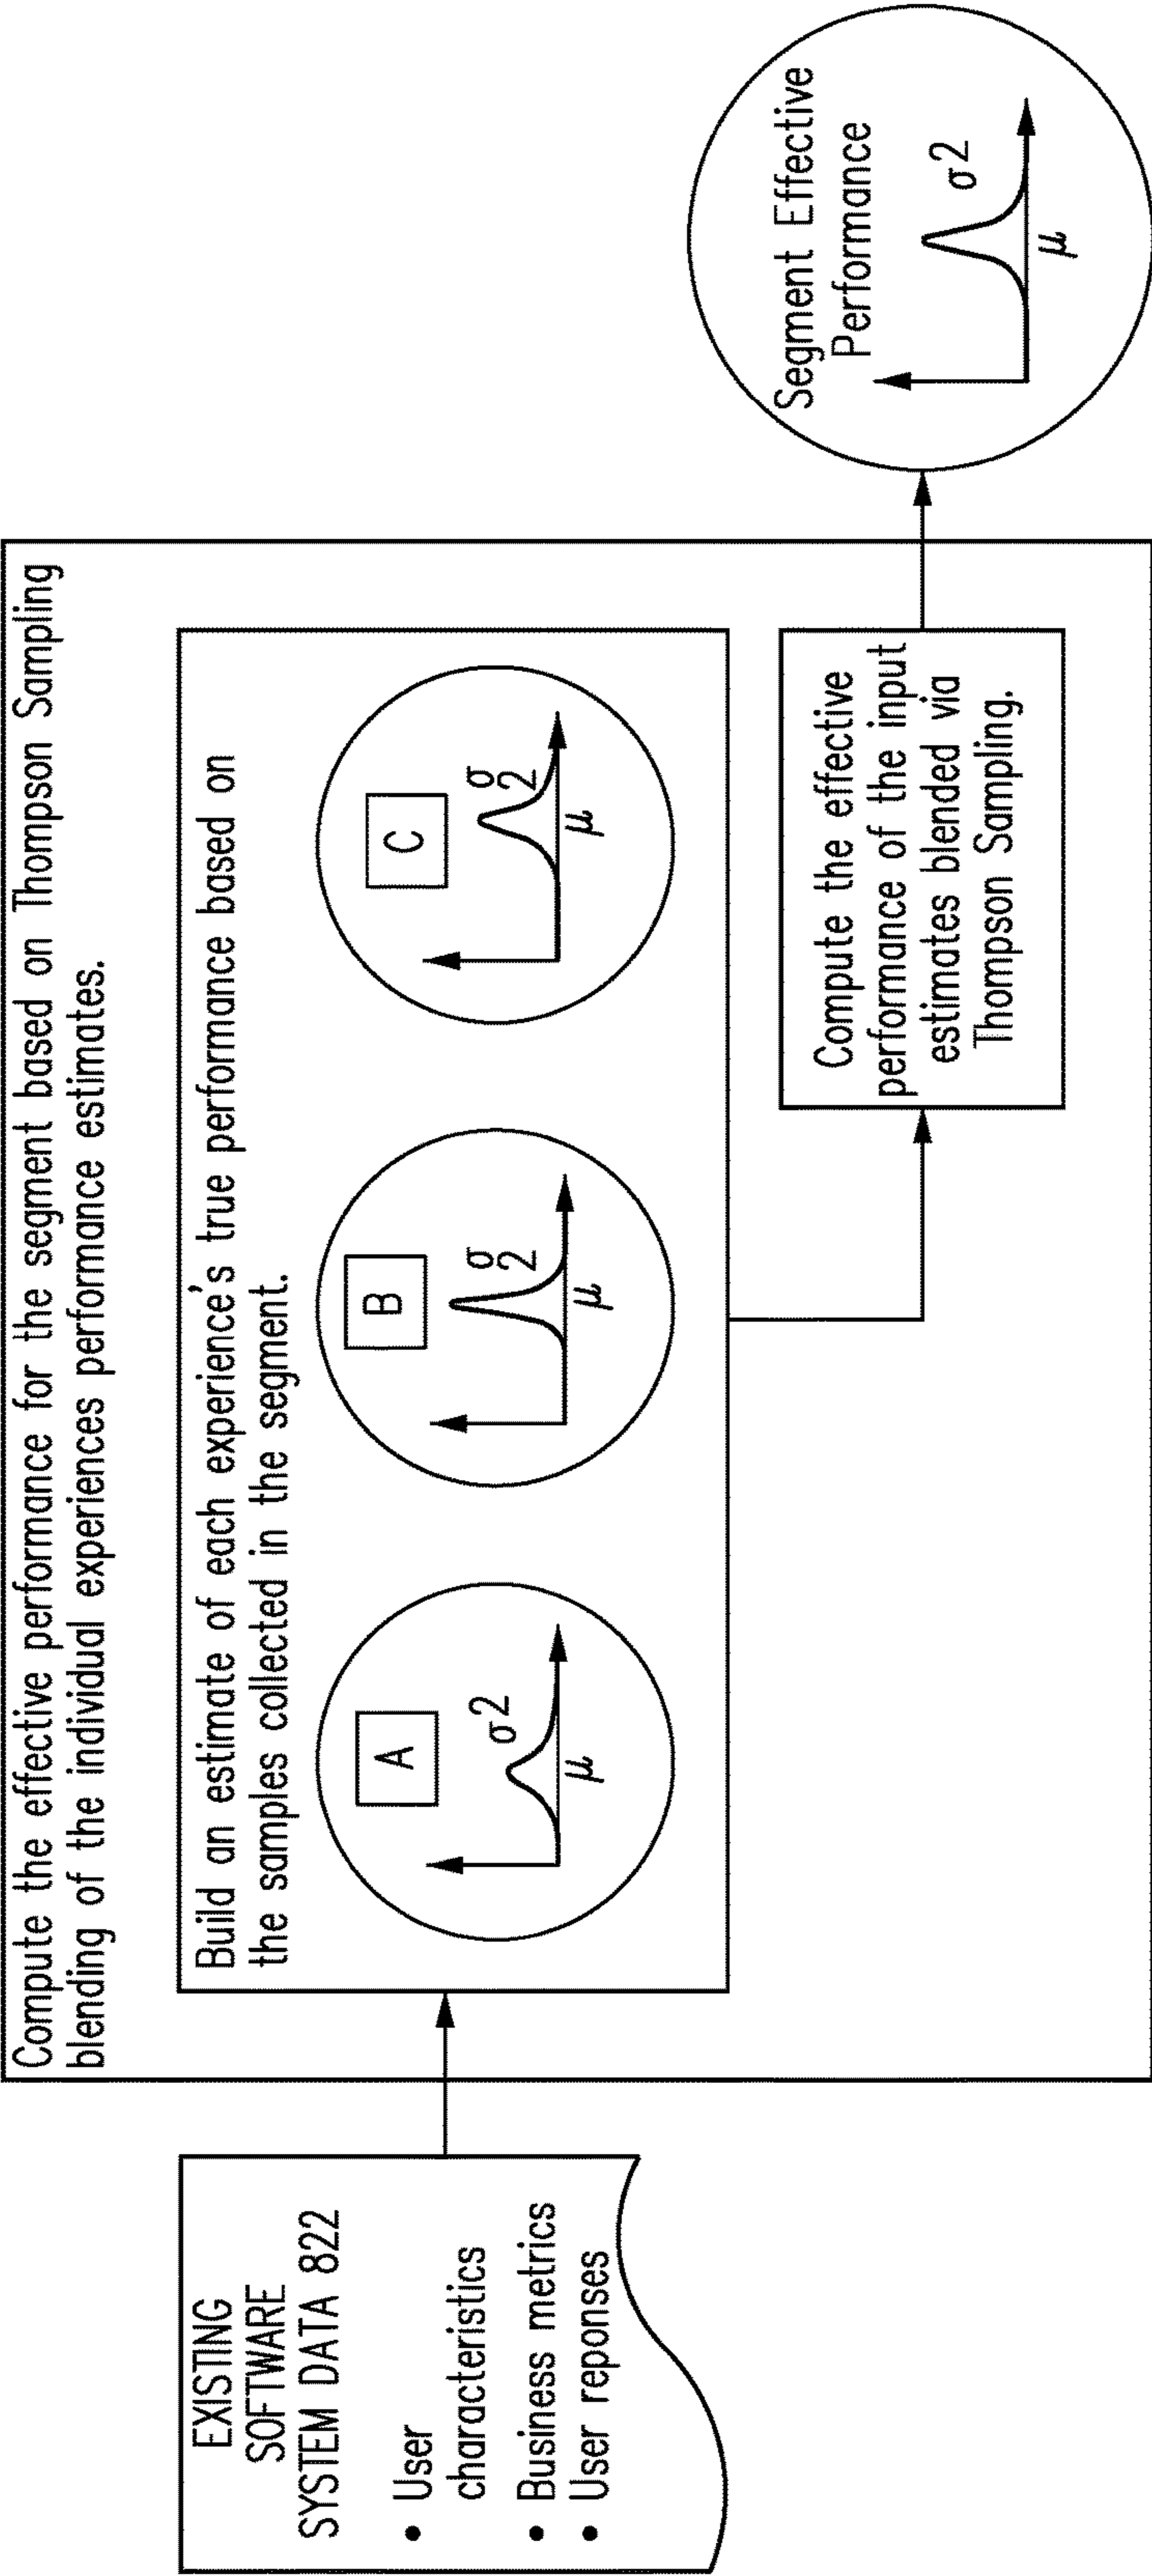 Compute the effective performance for the segment based on Thompson Sampling
blending of the individual experiences performance estimates.
EXISTING
SOFTWARE
SYSTEM DATA 822
• User
characteristics
• Business metrics
• User reponses
Build an estimate of each experience's true performance based on
the samples collected in the segment.
A
σ2
μ
B
σ
2
μ
C
σ
2
μ
Compute the effective
performance of the input
estimates blended via
Thompson Sampling.
Segment Effective
Performance
σ2
μ